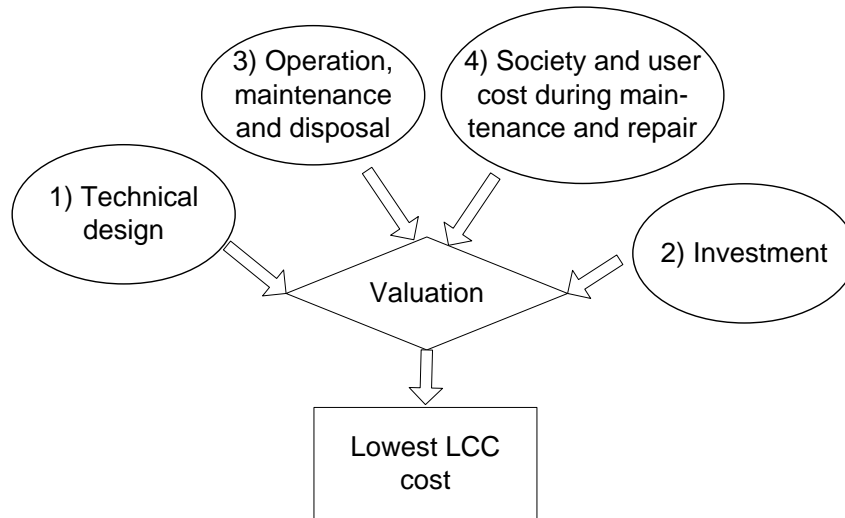 3) Operation,
maintenance
and disposal
4) Society and user
cost during main-
tenance and repair
1) Technical
design
2) Investment
Valuation
Lowest LCC
cost